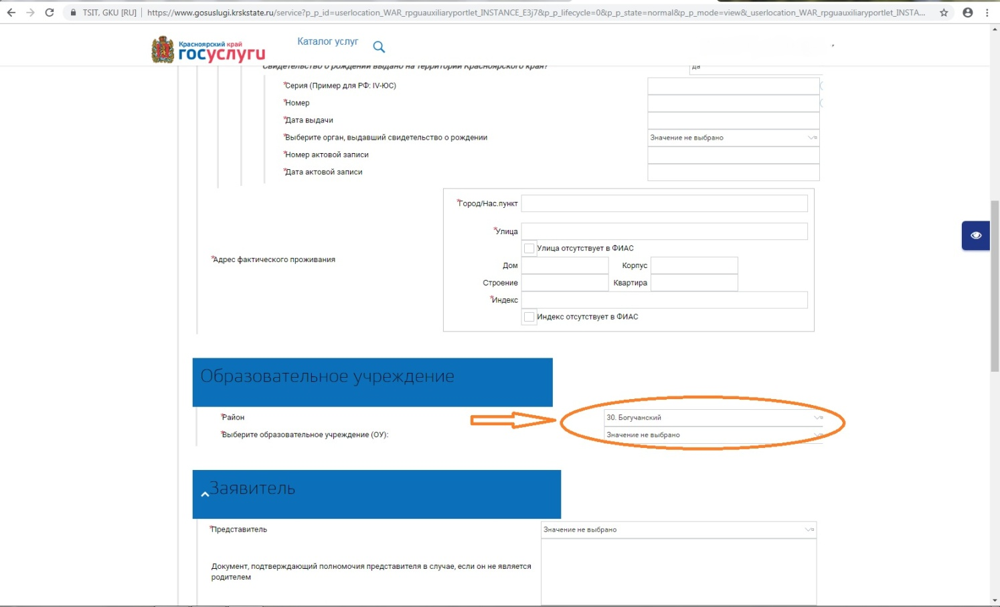 TSIT, GKU [RU] | https://www.gosuslugi.krskstate.ru/service?p_p_id=userlocation_WAR_rpguauxiliaryportlet_INSTANCE_E3j7&p_p_lifecycle=0&p_p_state=normal&p_p_mode=view&_userlocation_WAR_rpguauxiliaryportlet_INSTA...
Красноярский край
госуслуги
Каталог услуг
Свидетельство о рождении выдано на территории Красноярского края?
да
*Серия (Пример для РФ: IV-ЮС)
*Номер
*Дата выдачи
*Выберите орган, выдавший свидетельство о рождении
Значение не выбрано
*Номер актовой записи
*Дата актовой записи
*Адрес фактического проживания
*Город/Нас.пункт
*Улица
Улица отсутствует в ФИАС
Дом
Корпус
Строение
Квартира
*Индекс
Индекс отсутствует в ФИАС
Образовательное учреждение
*Район
30. Богучанский
*Выберите образовательное учреждение (ОУ):
Значение не выбрано
Заявитель
*Представитель
Значение не выбрано
Документ, подтверждающий полномочия представителя в случае, если он не является
родителем